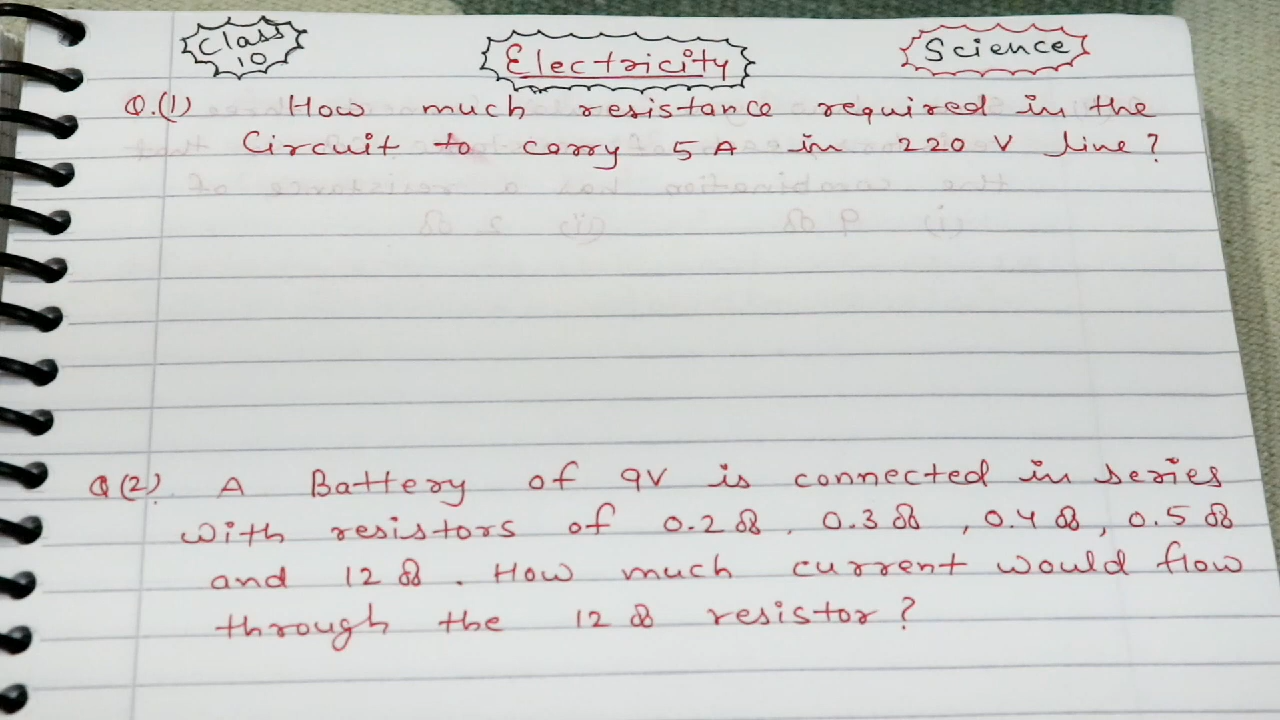 Class
10
Electricity
Science
Q.(1) How much resistance required in the
Circuit to carry 5 A in 220 V line?
Q(2) A Battery of 9V is connected in series
with resistors of 0.2 Ω, 0.3 Ω, 0.4 Ω, 0.5 Ω
and 12 Ω. How much current would flow
through the 12 Ω resistor?